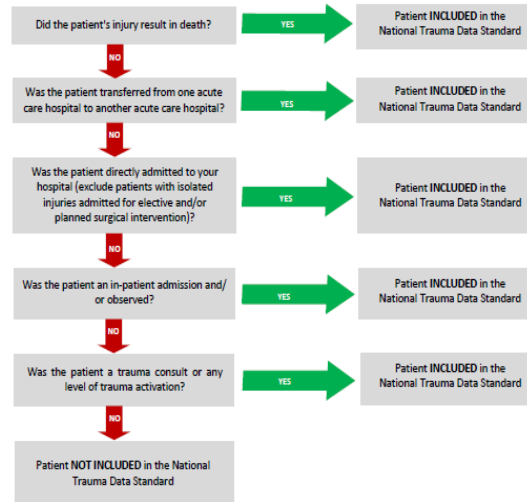 Did the patient's injury result in death?
YES
Patient INCLUDED in the
National Trauma Data Standard
NO
Was the patient transferred from one acute
care hospital to another acute care hospital?
YES
Patient INCLUDED in the
National Trauma Data Standard
NO
Was the patient directly admitted to your
hospital (exclude patients with isolated
injuries admitted for elective and/or
planned surgical intervention)?
YES
Patient INCLUDED in the
National Trauma Data Standard
NO
Was the patient an in-patient admission and/
or observed?
YES
Patient INCLUDED in the
National Trauma Data Standard
NO
Was the patient a trauma consult or any
level of trauma activation?
YES
Patient INCLUDED in the
National Trauma Data Standard
NO
Patient NOT INCLUDED in the National
Trauma Data Standard